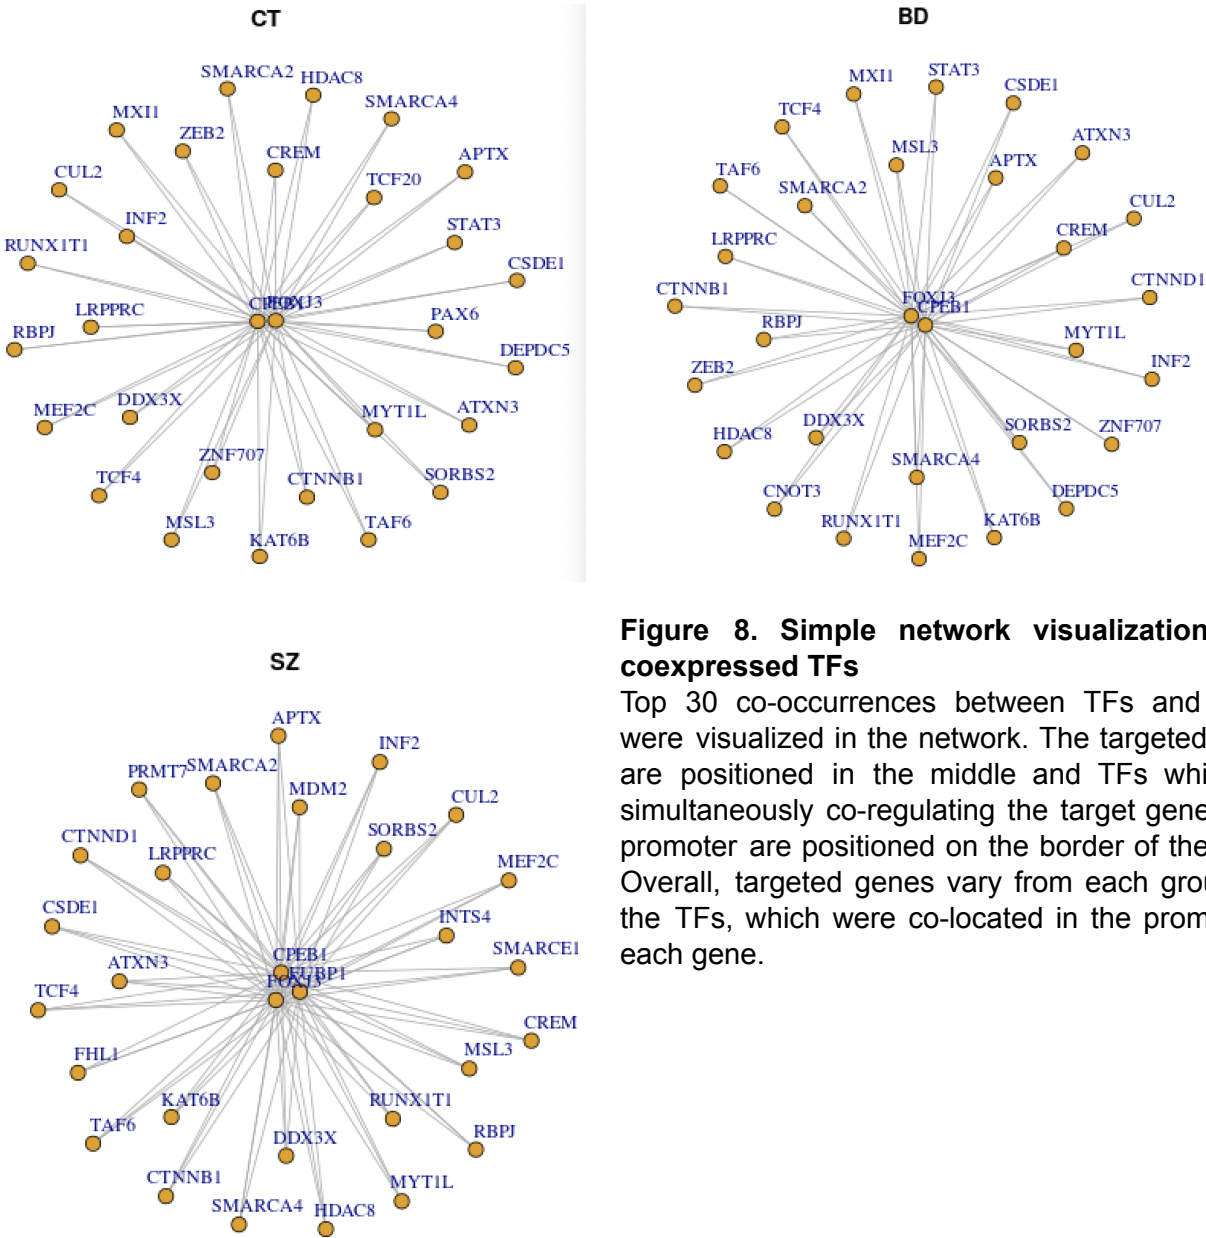 CT
SMARCA2
HDAC8
MXI1
SMARCA4
ZEB2
CREM
APTX
CUL2
TCF20
INF2
STAT3
RUNX1T1
CSDE1
LRPPRC
CPEB1
FOXJ3
PAX6
RBPJ
DEPDC5
MEF2C
DDX3X
MYT1L
ATXN3
ZNF707
TCF4
CTNNB1
SORBS2
MSL3
TAF6
KAT6B
BD
MXI1
STAT3
CSDE1
TCF4
ATXN3
MSL3
APTX
TAF6
SMARCA2
CUL2
CREM
LRPPRC
CTNND1
CTNNB1
FOXJ3
CPEB1
RBPJ
MYT1L
ZEB2
INF2
DDX3X
SORBS2
ZNF707
HDAC8
SMARCA4
CNOT3
DEPDC5
RUNX1T1
KAT6B
MEF2C
SZ
APTX
INF2
PRMT7
SMARCA2
MDM2
CUL2
CTNND1
SORBS2
LRPPRC
MEF2C
CSDE1
INTS4
CPEB1
SMARCE1
ATXN3
FUBP1
FOXJ3
TCF4
CREM
FHL1
MSL3
KAT6B
RUNX1T1
TAF6
DDX3X
RBPJ
CTNNB1
MYT1L
SMARCA4
HDAC8
Figure 8. Simple network visualization
coexpressed TFs
Top 30 co-occurrences between TFs and
were visualized in the network. The targeted
are positioned in the middle and TFs whi
simultaneously co-regulating the target gene
promoter are positioned on the border of the
Overall, targeted genes vary from each grou
the TFs, which were co-located in the prom
each gene.